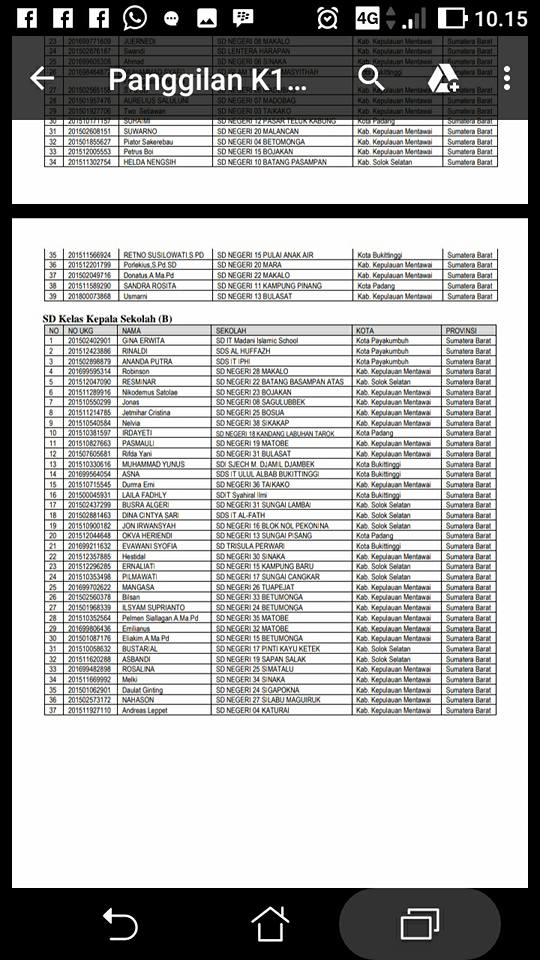 4G 10.15
Panggilan K1...
23 201699771609 JUERNEDI SD NEGERI 08 MAKALO Kab. Kepulauan Mentawai Sumatera Barat
24 Swandi SD LENTERA HARAPAN Kab. Kepulauan Mentawai Sumatera Barat
25 Ahmad SD NEGERI 06 SINAKA Kab. Kepulauan Mentawai Sumatera Barat
MASYITHAH Sumatera Barat
27 Kab. Kepulauan Mentawai Sumatera Barat
28 201501957476 AURELIUS SALULUNI SD NEGERI 07 MADOBAG Kab. Kepulauan Mentawai Sumatera Barat
29 201501927706 Two Setiawan SD NEGERI 03 TAIKAKO Kab. Kepulauan Mentawai Sumatera Barat
30 201510171157 SD NEGERI 12 PASAR TELUK KABUNG Kota Padang Sumatera Barat
31 201502608151 SUWARNO SD NEGERI 20 MALANCAN Kab. Kepulauan Mentawai Sumatera Barat
32 201501855627 Piator Sakerebau SD NEGERI 04 BETOMONGA Kab. Kepulauan Mentawai Sumatera Barat
33 201512005553 Petrus Boi SD NEGERI 15 BOJAKAN Kab. Kepulauan Mentawai Sumatera Barat
34 201511302754 HELDA NENGSIH SD NEGERI 10 BATANG PASAMPAN Kab. Solok Selatan Sumatera Barat
35 201511566924 RETNO SUSILOWATI.S.PD SD NEGERI 15 PULAI ANAK AIR Kota Bukittinggi Sumatera Barat
36 201512201799 Porlekius,S.Pd SD SD NEGERI 20 MARA Kab. Kepulauan Mentawai Sumatera Barat
37 201502049716 Donatus.A.Ma.Pd SD NEGERI 22 MAKALO Kab. Kepulauan Mentawai Sumatera Barat
38 201511589290 SANDRA ROSITA SD NEGERI 11 KAMPUNG PINANG Kota Padang Sumatera Barat
39 201800073868 Usmarni SD NEGERI 13 BULASAT Kab. Kepulauan Mentawai Sumatera Barat
SD Kelas Kepala Sekolah (B)
NO NO UKG NAMA SEKOLAH KOTA PROVINSI
1 201502402901 GINA ERWITA SD IT Madani Islamic School Kota Payakumbuh Sumatera Barat
2 201512423886 RINALDI SDS AL HUFFAZH Kota Payakumbuh Sumatera Barat
3 201502898879 ANANDA PUTRA SDS IT IPHI Kota Payakumbuh Sumatera Barat
4 201699595314 Robinson SD NEGERI 28 MAKALO Kab. Kepulauan Mentawai Sumatera Barat
5 201512047090 RESMINAR SD NEGERI 22 BATANG BASAMPAN ATAS Kab. Solok Selatan Sumatera Barat
6 201511289916 Nikodemus Satolae SD NEGERI 23 BOJAKAN Kab. Kepulauan Mentawai Sumatera Barat
7 201510550299 Jonas SD NEGERI 08 SAGULUBBEK Kab. Kepulauan Mentawai Sumatera Barat
8 201511214785 Jetmihar Cristina SD NEGERI 25 BOSUA Kab. Kepulauan Mentawai Sumatera Barat
9 201510540584 Nelvia SD NEGERI 38 SIKAKAP Kab. Kepulauan Mentawai Sumatera Barat
10 201510381597 IRDAYETI SD NEGERI 18 KANDANG LABUHAN TAROK Kota Padang Sumatera Barat
11 201510827663 PASMAULI SD NEGERI 19 MATOBE Kab. Kepulauan Mentawai Sumatera Barat
12 201507605681 Rifda Yani SD NEGERI 31 BULASAT Kab. Kepulauan Mentawai Sumatera Barat
13 201510330616 MUHAMMAD YUNUS SDI SJECH M. DJAMIL DJAMBEK Kota Bukittinggi Sumatera Barat
14 201699564054 ASNA SDS IT ULUL ALBAB BUKITTINGGI Kota Bukittinggi Sumatera Barat
15 201510715545 Durma Erni SD NEGERI 36 TAIKAKO Kab. Kepulauan Mentawai Sumatera Barat
16 201500045931 LAILA FADHLY SDIT Syahiral Ilmi Kota Bukittinggi Sumatera Barat
17 201502437299 BUSRA ALGERI SD NEGERI 31 SUNGAI LAMBAI Kab. Solok Selatan Sumatera Barat
18 201502881463 DINA CINTYA SARI SDS IT AL-FATH Kab. Solok Selatan Sumatera Barat
19 201510900182 JON IRWANSYAH SD NEGERI 16 BLOK NOL PEKONINA Kab. Solok Selatan Sumatera Barat
20 201512044648 OKVA HERIENDI SD NEGERI 13 SUNGAI PISANG Kota Padang Sumatera Barat
21 201699211632 EVAWANI SYOFIA SD TRISULA PERWARI Kota Bukittinggi Sumatera Barat
22 201512357885 Hestidal SD NEGERI 30 SINAKA Kab. Kepulauan Mentawai Sumatera Barat
23 201512296285 ERNALIATI SD NEGERI 15 KAMPUNG BARU Kab. Solok Selatan Sumatera Barat
24 201510353498 PILMAWATI SD NEGERI 17 SUNGAI CANGKAR Kab. Solok Selatan Sumatera Barat
25 201699702622 MANGASA SD NEGERI 26 TUAPEJAT Kab. Kepulauan Mentawai Sumatera Barat
26 201502560378 Bilsan SD NEGERI 33 BETUMONGA Kab. Kepulauan Mentawai Sumatera Barat
27 201501968339 ILSYAM SUPRIANTO SD NEGERI 24 BETUMONGA Kab. Kepulauan Mentawai Sumatera Barat
28 201510352564 Pelmen Siallagan.A.Ma.Pd SD NEGERI 35 MATOBE Kab. Kepulauan Mentawai Sumatera Barat
29 201699806436 Emilianus SD NEGERI 32 MATOBE Kab. Kepulauan Mentawai Sumatera Barat
30 201501087176 Eliakim.A.Ma.Pd SD NEGERI 15 BETUMONGA Kab. Kepulauan Mentawai Sumatera Barat
31 201510058632 BUSTARIAL SD NEGERI 17 PINTI KAYU KETEK Kab. Solok Selatan Sumatera Barat
32 201511620288 ASBANDI SD NEGERI 19 SAPAN SALAK Kab. Solok Selatan Sumatera Barat
33 201699482898 ROSALINA SD NEGERI 25 SIMATALU Kab. Kepulauan Mentawai Sumatera Barat
34 201511669992 Melki SD NEGERI 34 SINAKA Kab. Kepulauan Mentawai Sumatera Barat
35 201501062901 Daulat Ginting SD NEGERI 24 SIGAPOKNA Kab. Kepulauan Mentawai Sumatera Barat
36 201502573172 NAHASON SD NEGERI 27 SILABU MAGUIRUK Kab. Kepulauan Mentawai Sumatera Barat
37 201511927110 Andreas Leppet SD NEGERI 04 KATURAI Kab. Kepulauan Mentawai Sumatera Barat